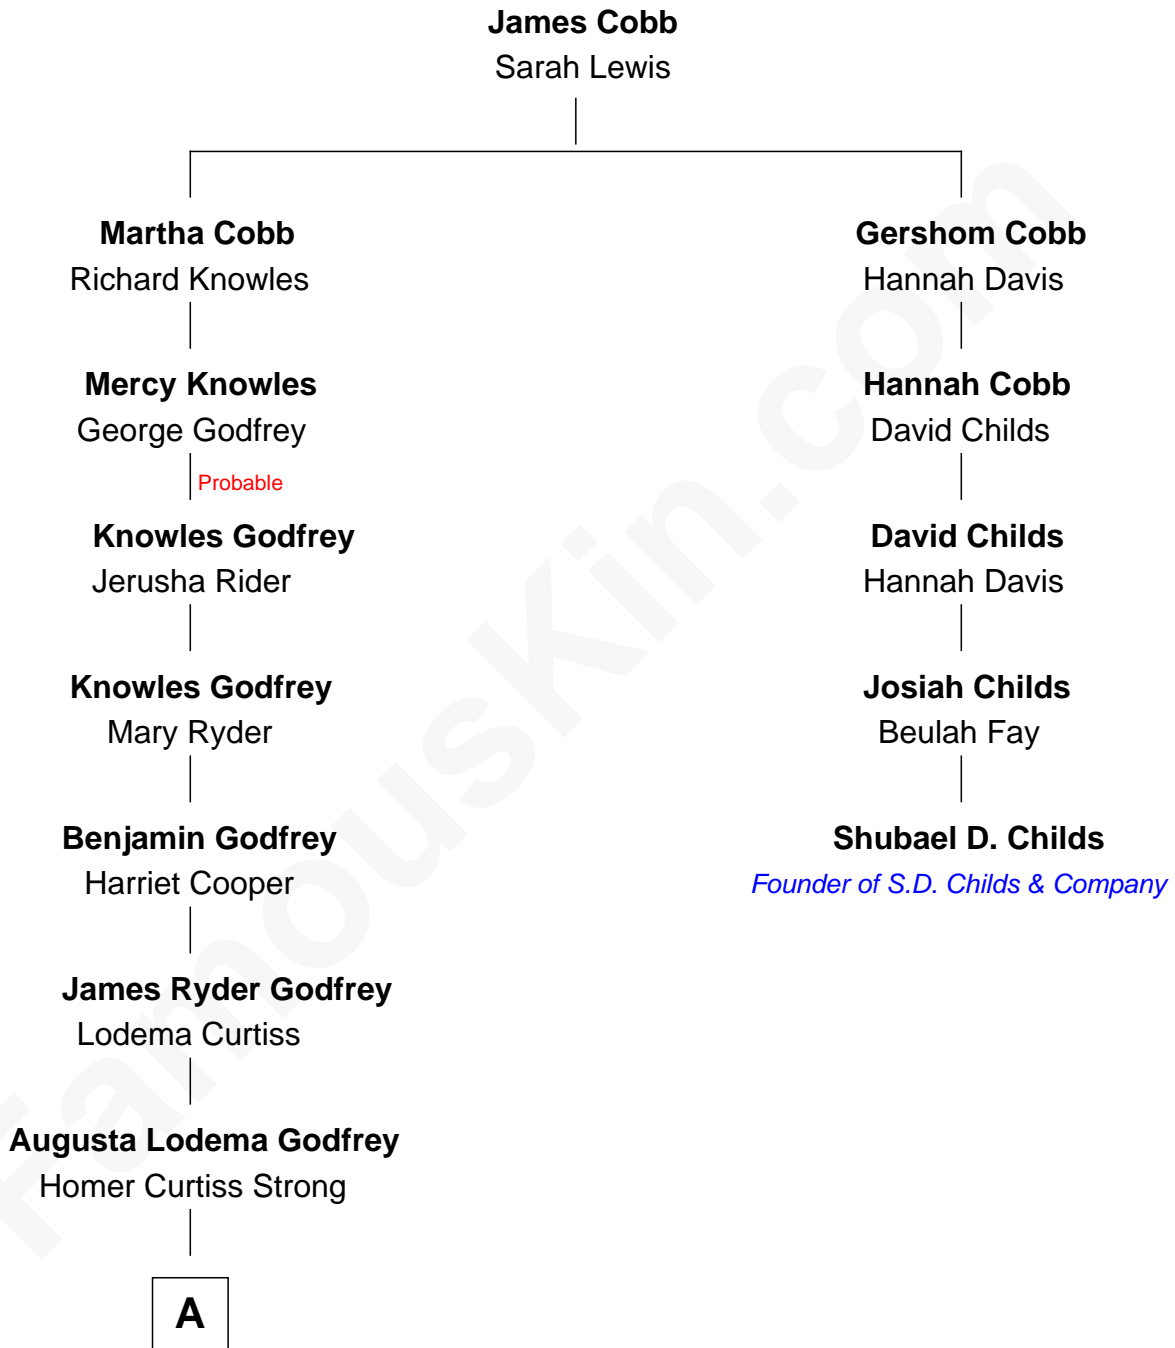 James Cobb
Sarah Lewis
Martha Cobb
Richard Knowles
Gershom Cobb
Hannah Davis
Mercy Knowles
George Godfrey
Hannah Cobb
David Childs
Probable
Knowles Godfrey
Jerusha Rider
David Childs
Hannah Davis
Knowles Godfrey
Mary Ryder
Josiah Childs
Beulah Fay
Benjamin Godfrey
Harriet Cooper
Shubael D. Childs
Founder of S.D. Childs & Company
James Ryder Godfrey
Lodema Curtiss
Augusta Lodema Godfrey
Homer Curtiss Strong
A
FamousKin.com